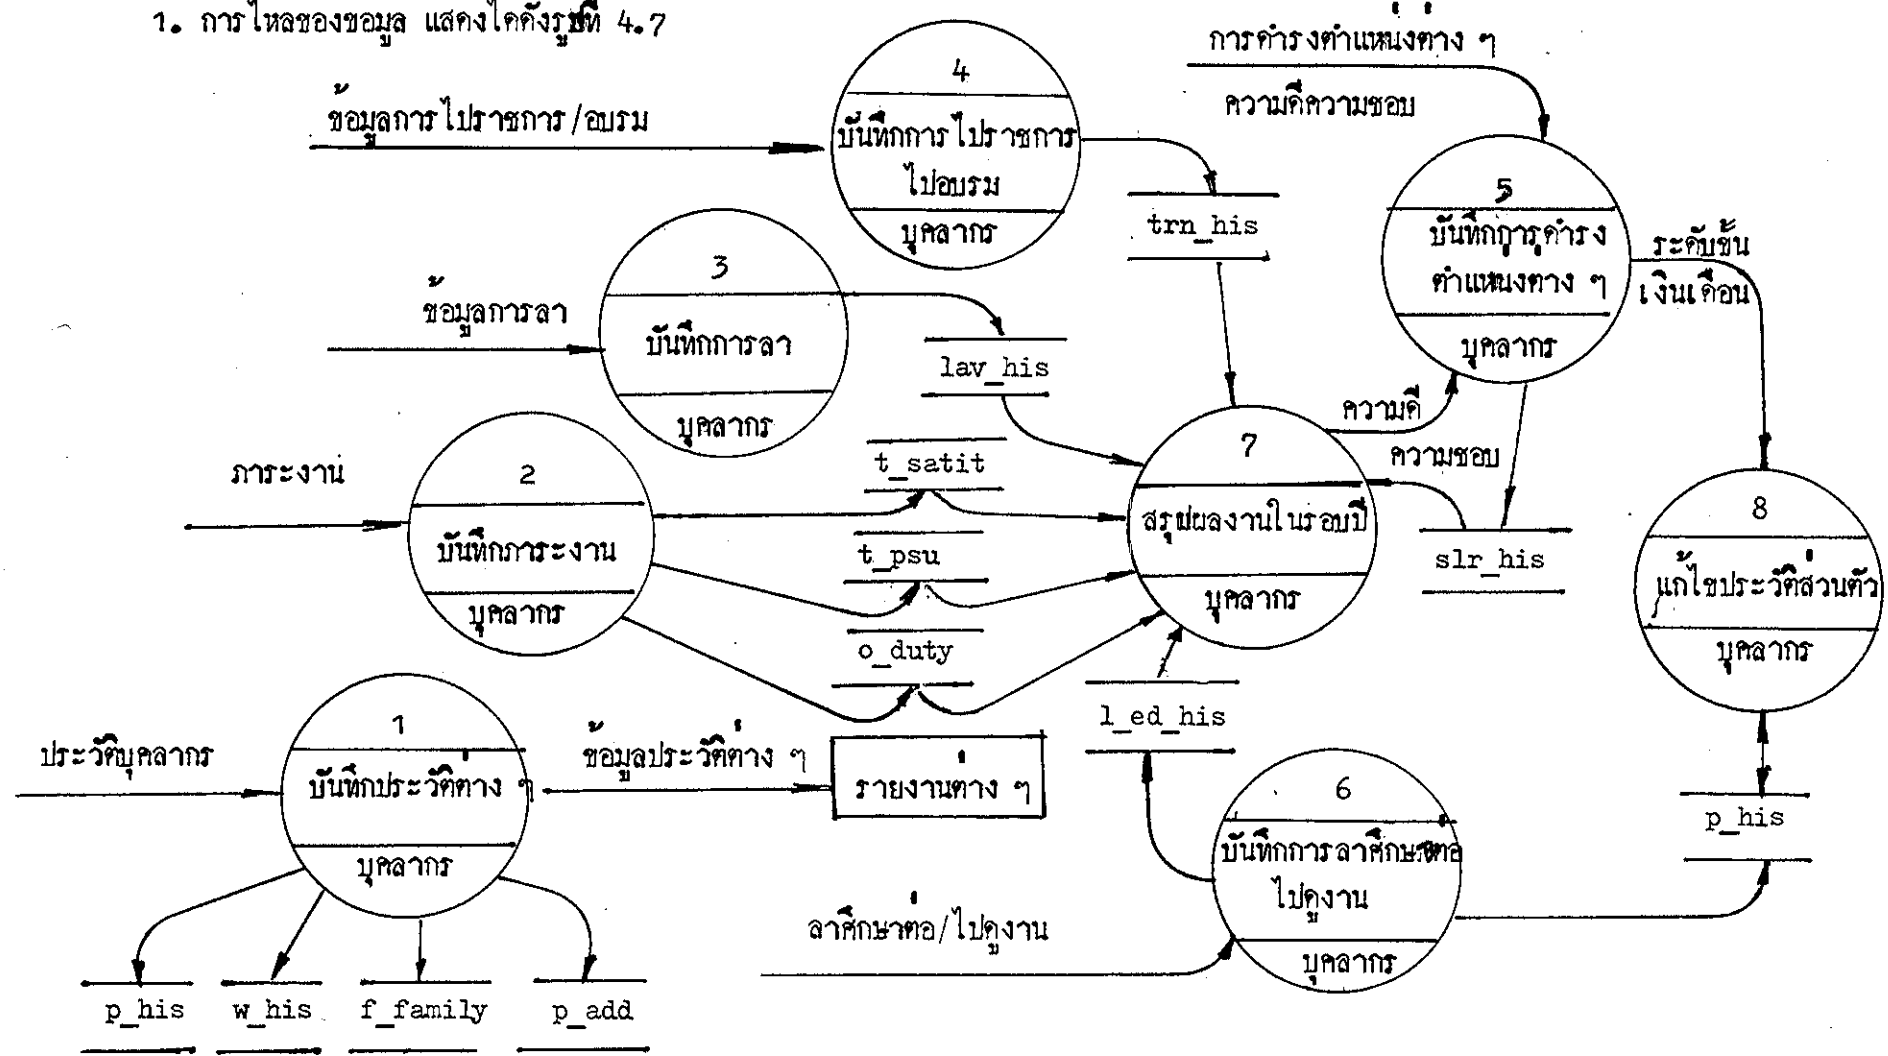 1. การไหลของข้อมูล แสดงได้ดังรูปที่ 4.7
การดำรงตำแหน่งต่าง ๆ
ความดีความชอบ
ข้อมูลการไปราชการ/อบรม
4
บันทึกการไปราชการ
ไปอบรม
บุคลากร
trn_his
5
บันทึกการดำรง
ตำแหน่งต่าง ๆ
บุคลากร
ระดับขั้น
เงินเดือน
ข้อมูลการลา
3
บันทึกการลา
บุคลากร
lav_his
ความดี
ความชอบ
ภาระงาน
2
บันทึกภาระงาน
บุคลากร
t_satit
t_psu
o_duty
7
สรุปผลงานในรอบปี
บุคลากร
slr_his
8
แก้ไขประวัติส่วนตัว
บุคลากร
l_ed_his
ประวัติบุคลากร
1
บันทึกประวัติต่าง ๆ
บุคลากร
ข้อมูลประวัติต่าง ๆ
รายงานต่าง ๆ
6
บันทึกการลาศึกษาต่อ
ไปดูงาน
บุคลากร
p_his
ลาศึกษาต่อ/ไปดูงาน
p_his
w_his
f_family
p_add